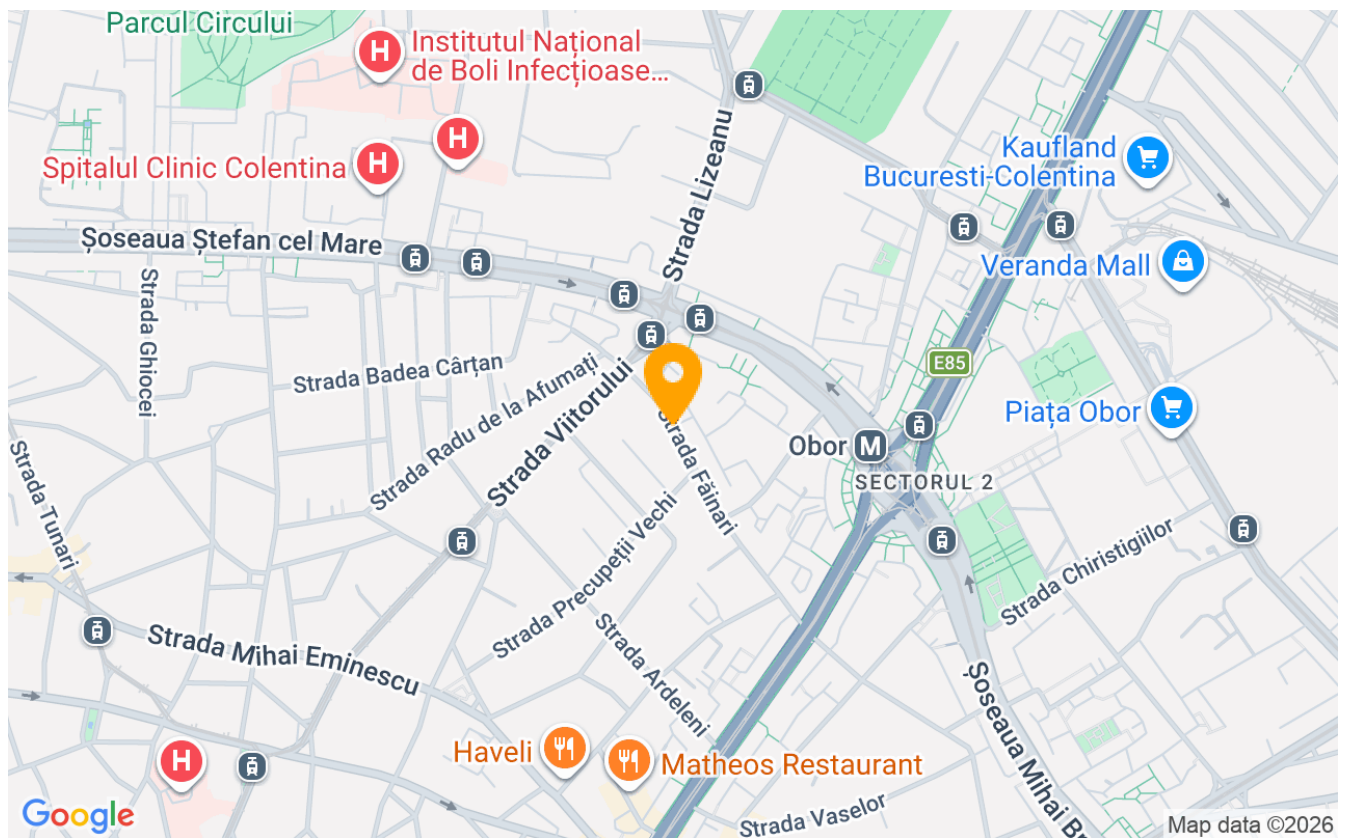 Parcul Circului
H
Institutul Național
de Boli Infecțioase...
H
Spitalul Clinic Colentina
H
Strada Lizeanu
Kaufland
Bucuresti-Colentina
Șoseaua Ștefan cel Mare
Veranda Mall
Strada Ghiocei
Strada Badea Cârțan
Strada Radu de la Afumați
Strada Viitorului
E85
Piața Obor
Strada Făinari
Obor
M
SECTORUL 2
Strada Tunari
Strada Precupeții Vechi
Strada Chiristigiilor
Strada Mihai Eminescu
Strada Ardeleni
Șoseaua Mihai Br
H
Haveli
Matheos Restaurant
Strada Vaselor
Google
Map data ©2026